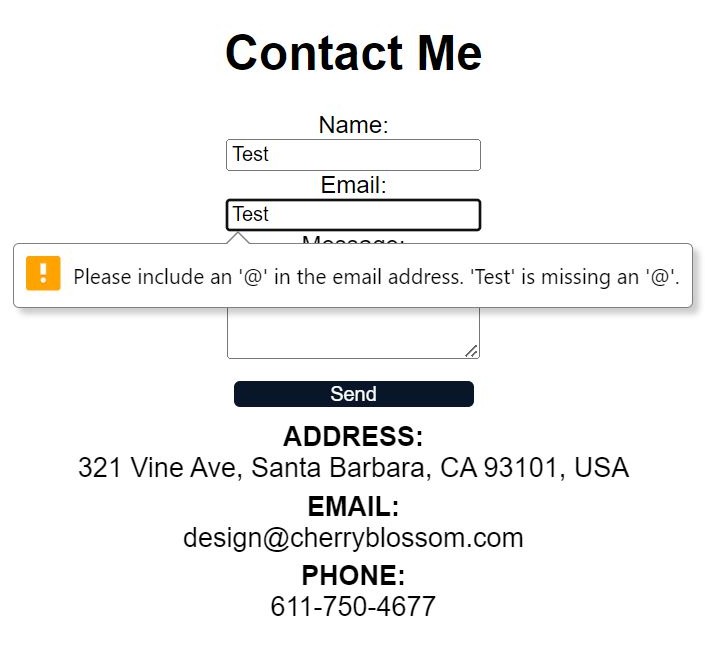 Contact Me
Name:
Test
Email:
Test
Message:
Please include an '@' in the email address. 'Test' is missing an '@'.
Send
ADDRESS:
321 Vine Ave, Santa Barbara, CA 93101, USA
EMAIL:
design@cherryblossom.com
PHONE:
611-750-4677